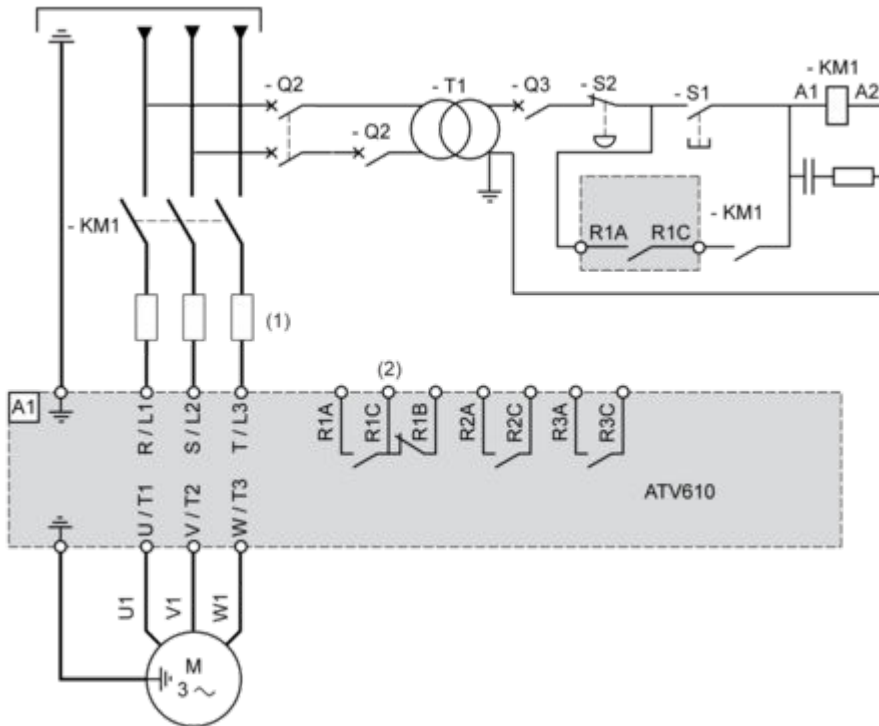 - Q2
- T1
- Q3
- S2
- S1
- KM1
A1
A2
- Q2
- KM1
R1A
R1C
- KM1
(1)
(2)
A1
R / L1
S / L2
T / L3
R1A
R1C
R1B
R2A
R2C
R3A
R3C
ATV610
U / T1
V / T2
W / T3
U1
V1
W1
M
3 ~